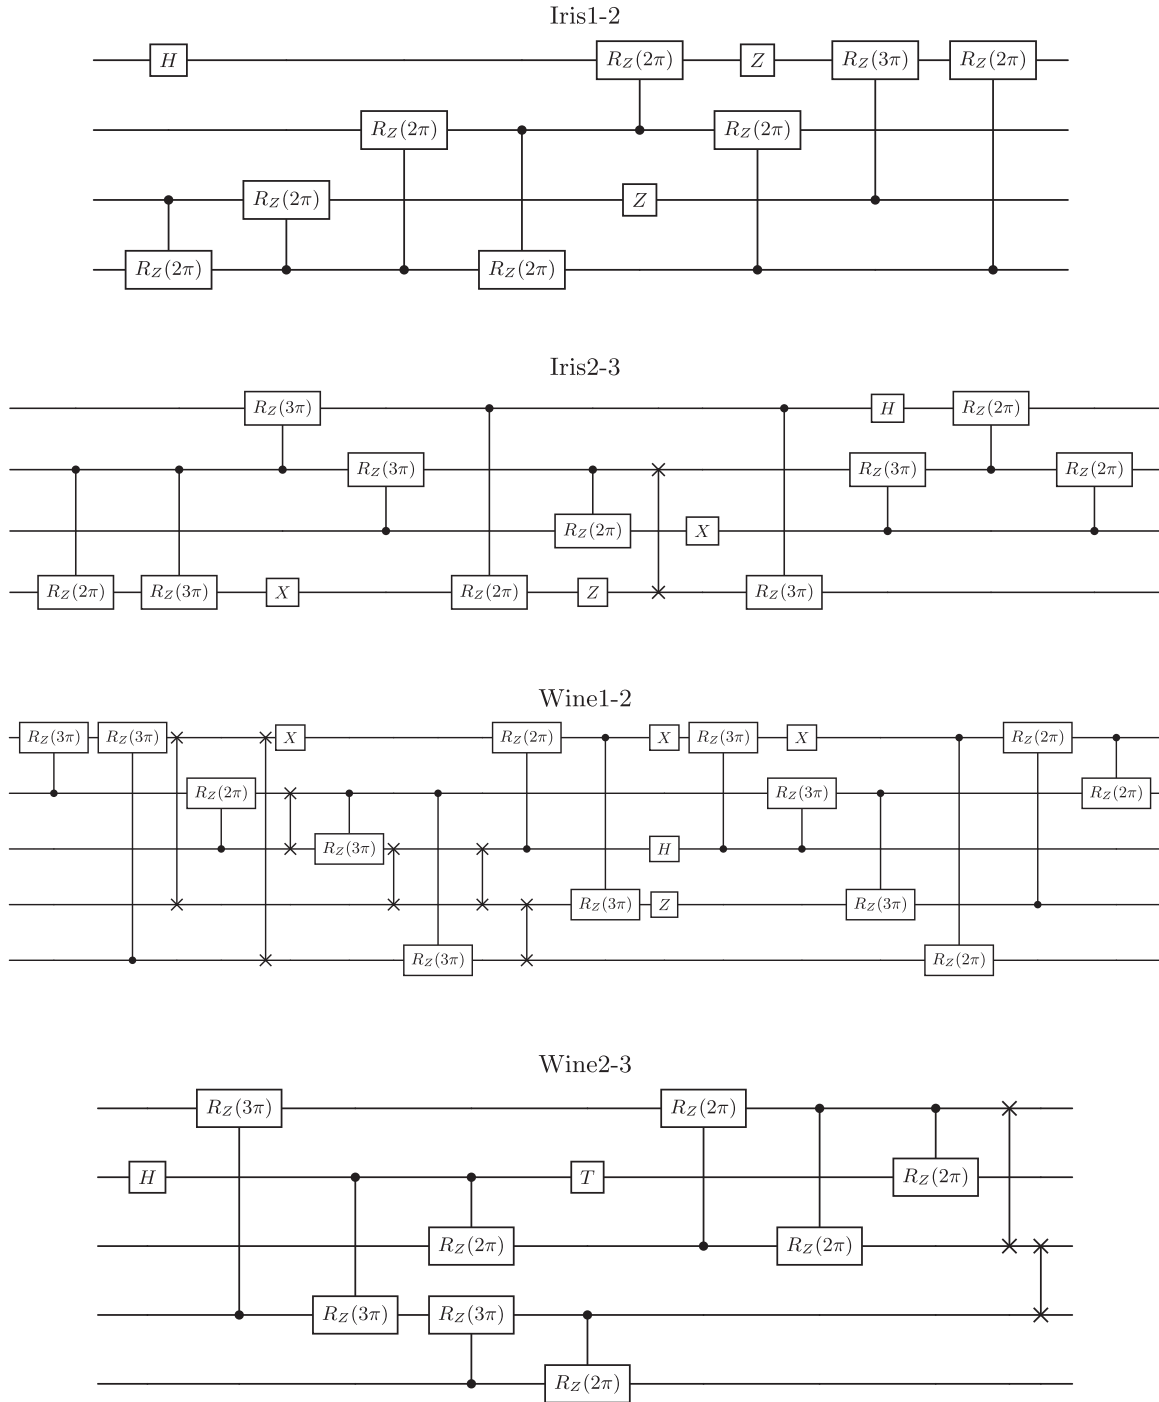 Iris1-2
H R_Z(2π) Z R_Z(3π) R_Z(2π)
R_Z(2π) R_Z(2π)
R_Z(2π) Z
R_Z(2π) R_Z(2π)
Iris2-3
R_Z(3π) H R_Z(2π)
R_Z(3π) R_Z(3π) R_Z(2π)
R_Z(2π) X
R_Z(2π) R_Z(3π) X R_Z(2π) Z R_Z(3π)
Wine1-2
R_Z(3π) R_Z(3π) X R_Z(2π) X R_Z(3π) X R_Z(2π)
R_Z(2π) R_Z(3π) R_Z(2π)
R_Z(3π) H
R_Z(3π) Z R_Z(3π)
R_Z(3π) R_Z(2π)
Wine2-3
R_Z(3π) R_Z(2π)
H T R_Z(2π)
R_Z(2π) R_Z(2π)
R_Z(3π) R_Z(3π)
R_Z(2π)